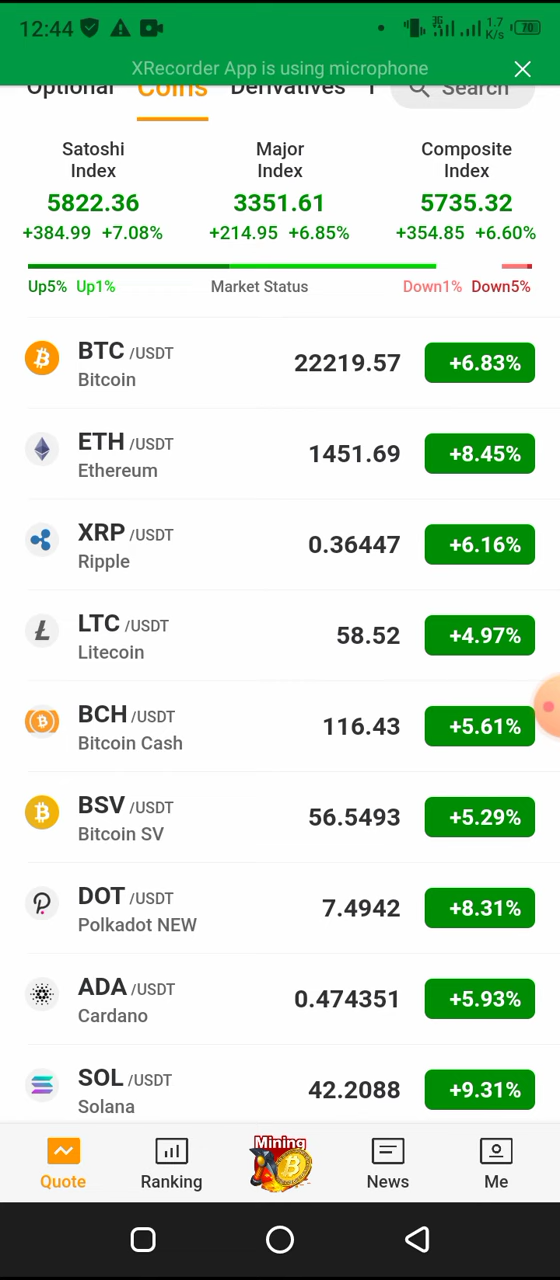 12:44
3G
1.7
K/s
70
XRecorder App is using microphone
Optional Coins Derivatives
Search
Satoshi
Index
Major
Index
Composite
Index
5822.36 3351.61 5735.32
+384.99 +7.08% +214.95 +6.85% +354.85 +6.60%
Up5% Up1% Market Status Down1% Down5%
BTC /USDT 22219.57 +6.83%
Bitcoin
ETH /USDT 1451.69 +8.45%
Ethereum
XRP /USDT 0.36447 +6.16%
Ripple
LTC /USDT 58.52 +4.97%
Litecoin
BCH /USDT 116.43 +5.61%
Bitcoin Cash
BSV /USDT 56.5493 +5.29%
Bitcoin SV
DOT /USDT 7.4942 +8.31%
Polkadot NEW
ADA /USDT 0.474351 +5.93%
Cardano
SOL /USDT 42.2088 +9.31%
Solana
Mining
Quote Ranking News Me